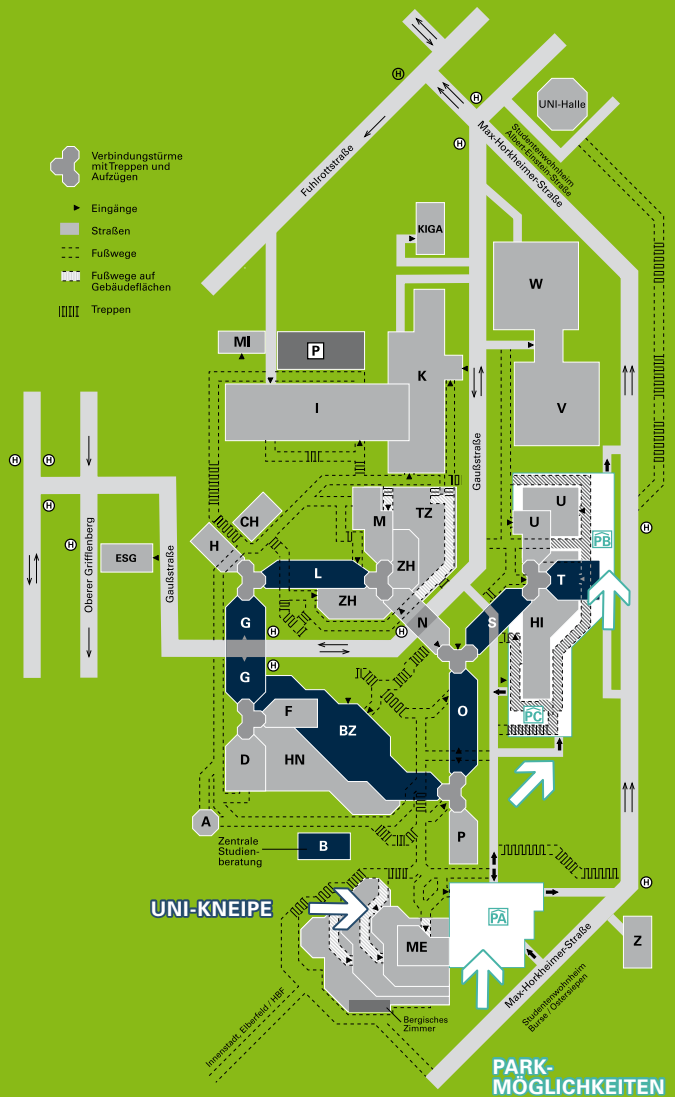 H
H
UNI-Halle
H
Max-Horkheimer-Straße
Studentenwohnheim
Albert-Einstein-Straße
Fuhlrottstraße
Verbindungstürme
mit Treppen und
Aufzügen
Eingänge
Straßen
Fußwege
Fußwege auf
Gebäudeflächen
Treppen
KIGA
W
MI
P
K
I
V
Gaußstraße
H
H
H
H
Oberer Grifflenberg
ESG
Gaußstraße
CH
H
M
TZ
U
U
PB
H
L
ZH
ZH
T
G
N
S
HI
H
H
H
G
O
PC
F
BZ
D
HN
A
Zentrale
Studien-
beratung
B
P
H
UNI-KNEIPE
PA
ME
Z
Max-Horkheimer-Straße
Studentenwohnheim
Burse / Ostersiepen
Bergisches
Zimmer
Innenstadt, Elberfeld / HBF
PARK-
MÖGLICHKEITEN